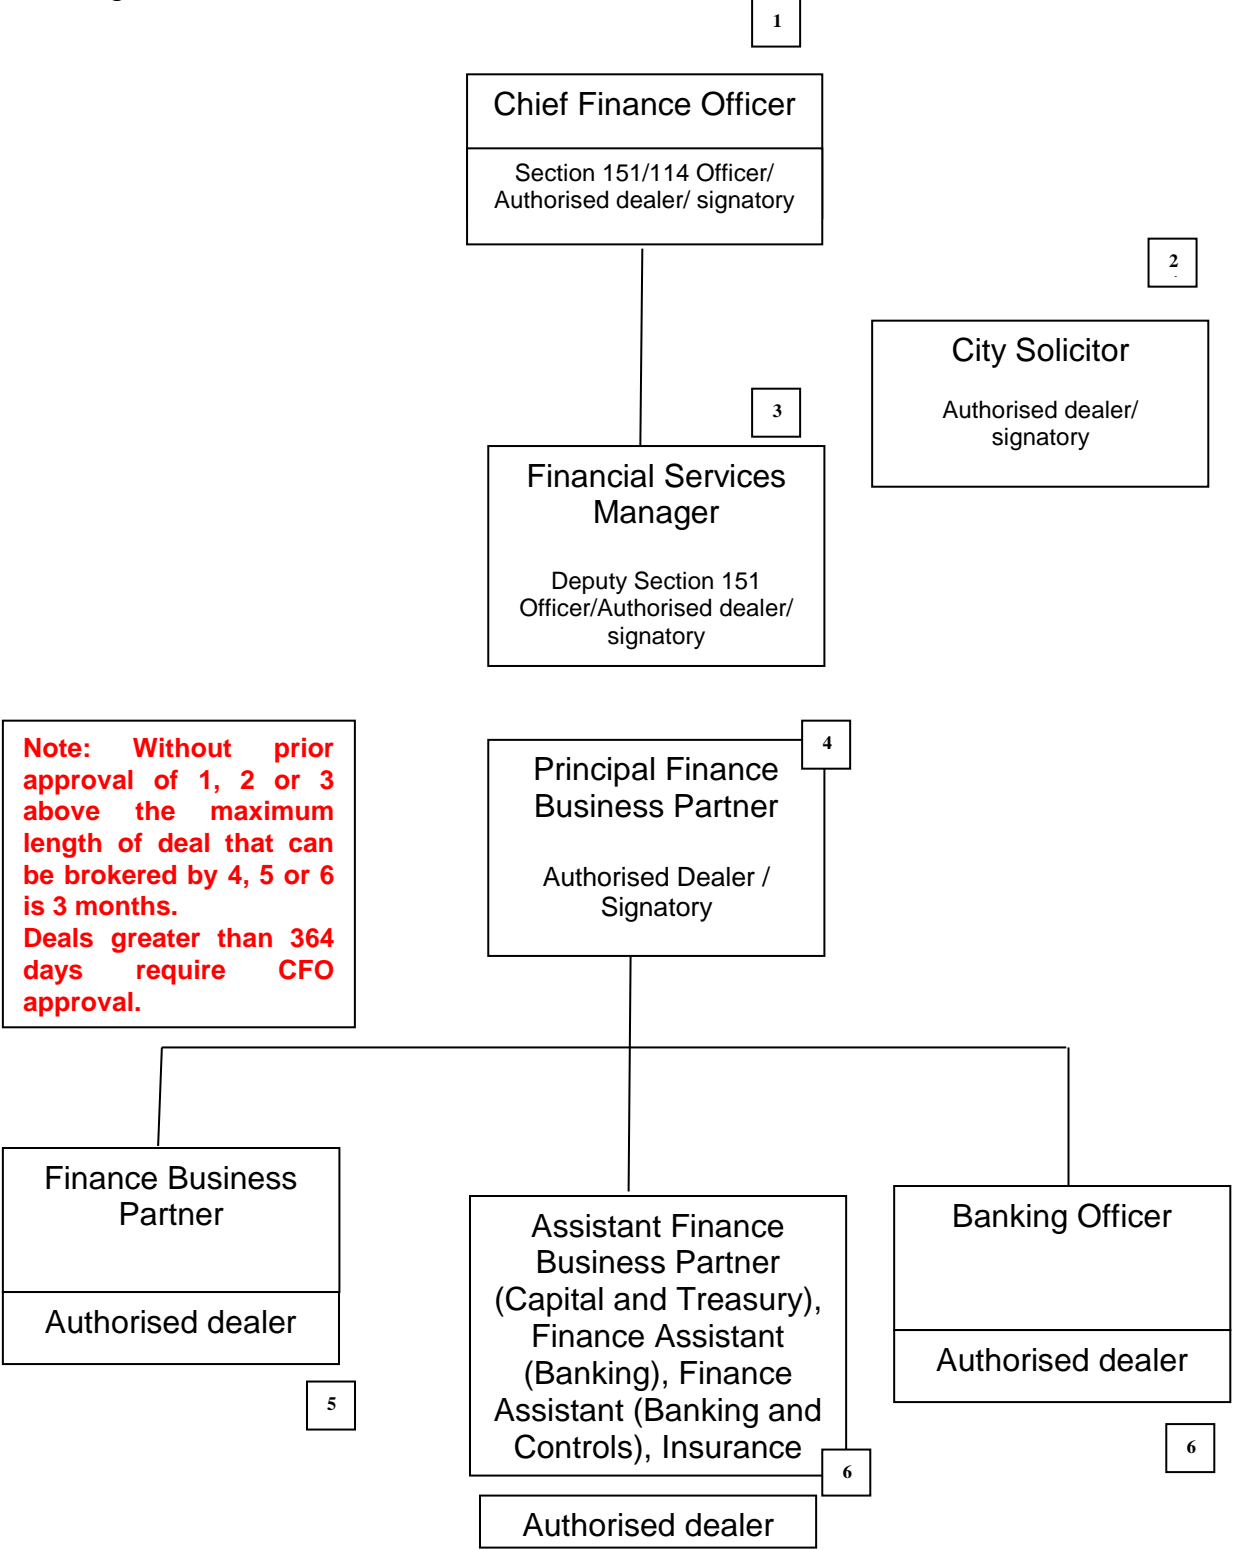 1
Chief Finance Officer
Section 151/114 Officer/
Authorised dealer/ signatory
2
City Solicitor
Authorised dealer/
signatory
3
Financial Services
Manager
Deputy Section 151
Officer/Authorised dealer/
signatory
Note: Without prior
approval of 1, 2 or 3
above the maximum
length of deal that can
be brokered by 4, 5 or 6
is 3 months.
Deals greater than 364
days require CFO
approval.
4
Principal Finance
Business Partner
Authorised Dealer /
Signatory
Finance Business
Partner
Authorised dealer
5
Assistant Finance
Business Partner
(Capital and Treasury),
Finance Assistant
(Banking), Finance
Assistant (Banking and
Controls), Insurance
6
Authorised dealer
Banking Officer
Authorised dealer
6